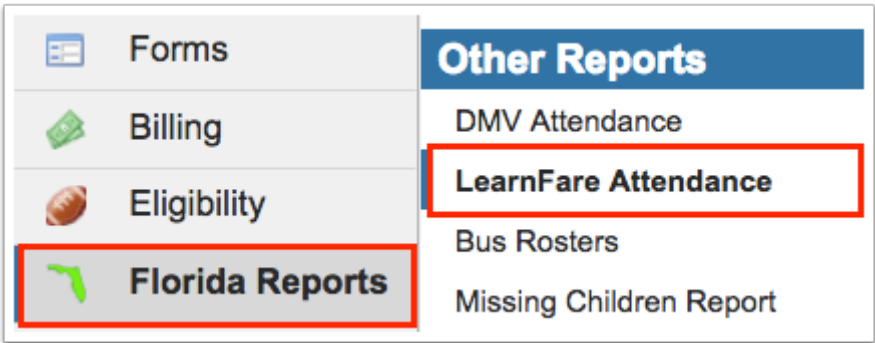 Forms
Billing
Eligibility
Florida Reports
Other Reports
DMV Attendance
LearnFare Attendance
Bus Rosters
Missing Children Report